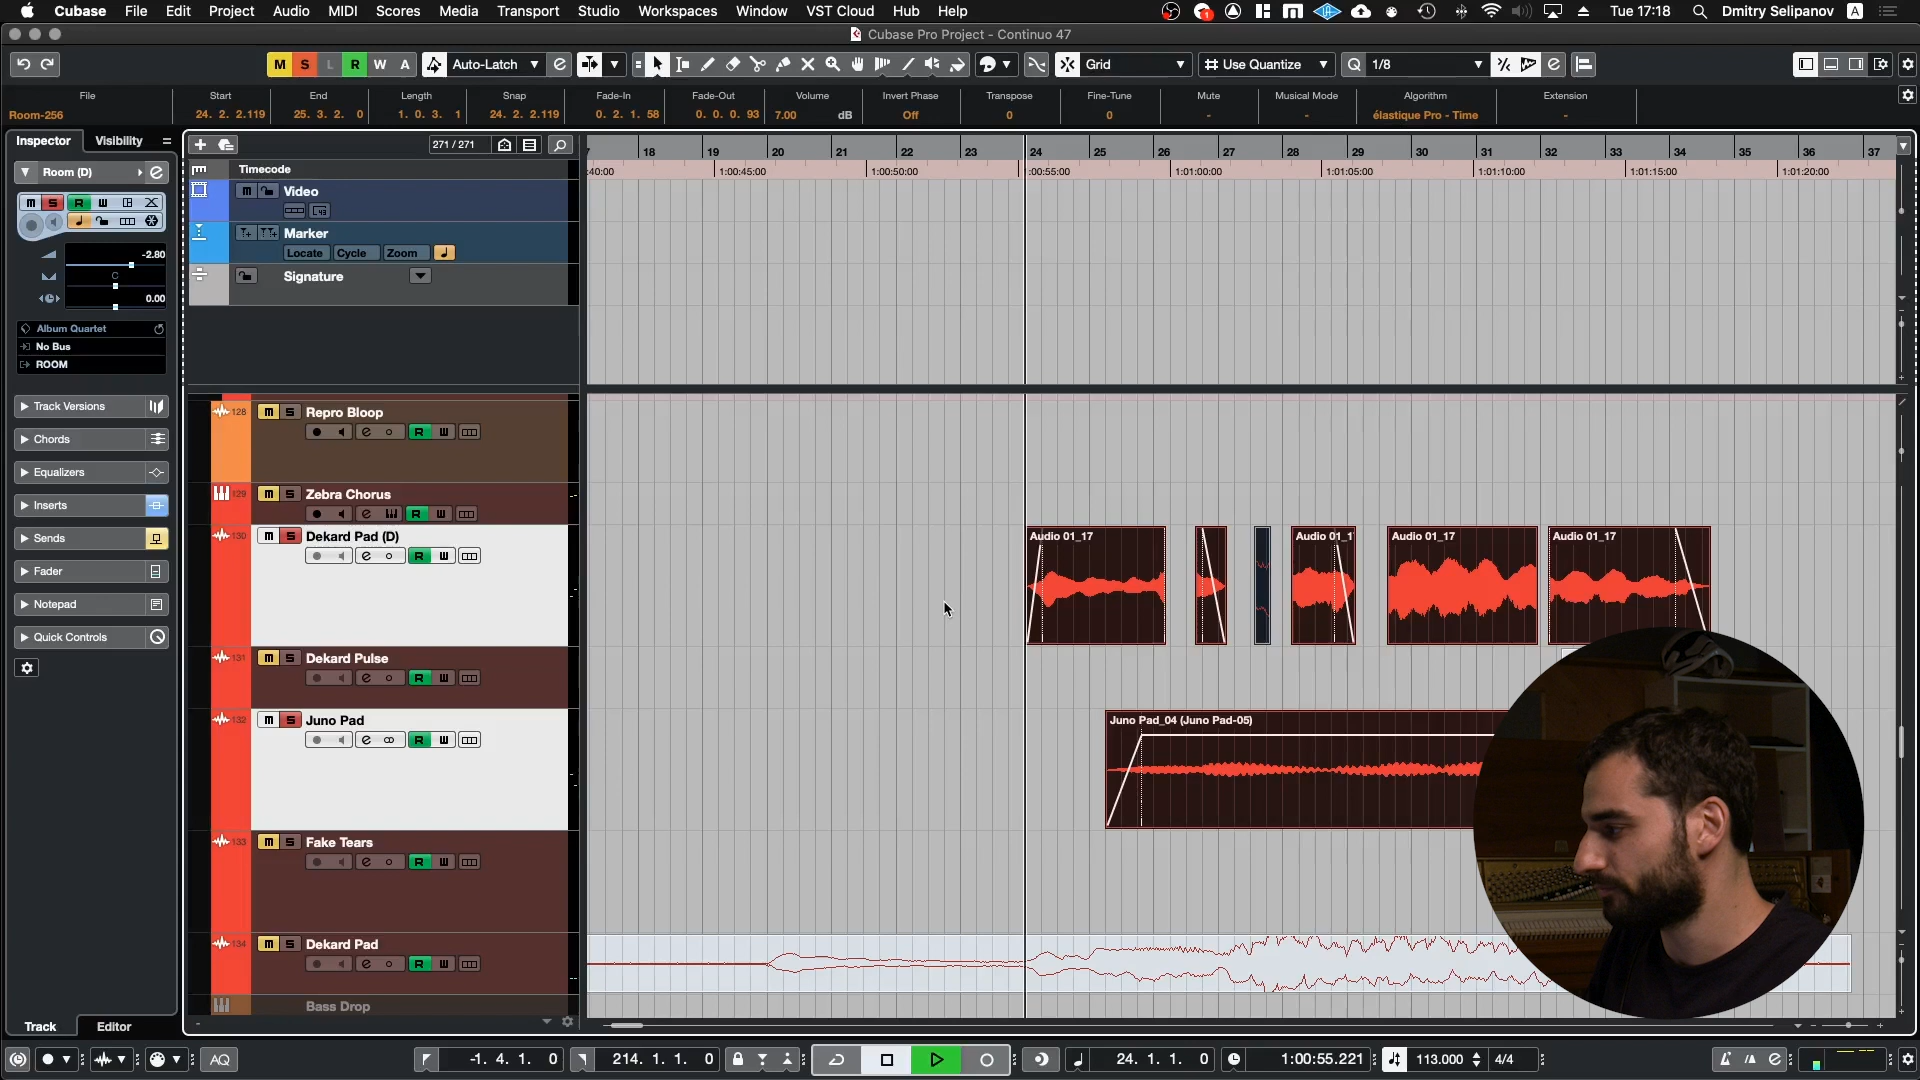 Cubase File Edit Project Audio MIDI Scores Media Transport Studio Workspaces Window VST Cloud Hub Help 1 Tue 17:18 Dmitry Selipanov A
Cubase Pro Project - Continuo 47
M S L R W A Auto-Latch Grid Use Quantize Q 1/8
File Start End Length Snap Fade-In Fade-Out Volume Invert Phase Transpose Fine-Tune Mute Musical Mode Algorithm Extension
Room-256 24. 2. 2.119 25. 3. 2. 0 1. 0. 3. 1 24. 2. 2.119 0. 2. 1. 58 0. 0. 0. 93 7.00 dB Off 0 0 - - élastique Pro - Time -
Inspector Visibility
271 / 271
18 19 20 21 22 23 24 25 26 27 28 29 30 31 32 33 34 35 36 37
:40:00 1:00:45:00 1:00:50:00 :00:55:00 1:01:00:00 1:01:05:00 1:01:10:00 1:01:15:00 1:01:20:00
Room (D)
-2.80
C
0.00
Album Quartet
No Bus
ROOM
Track Versions
Chords
Equalizers
Inserts
Sends
Fader
Notepad
Quick Controls
Track Editor
Timecode
Video
Marker
Locate Cycle Zoom
Signature
128 m S Repro Bloop
R
129 m S Zebra Chorus
R
130 m S Dekard Pad (D)
R
Audio 01_17 Audio 01_1 Audio 01_17 Audio 01_17
131 m S Dekard Pulse
R
132 m S Juno Pad
R
Juno Pad_04 (Juno Pad-05)
133 m S Fake Tears
R
134 m S Dekard Pad
R
Bass Drop
AQ -1. 4. 1. 0 214. 1. 1. 0 24. 1. 1. 0 1:00:55.221 113.000 4/4